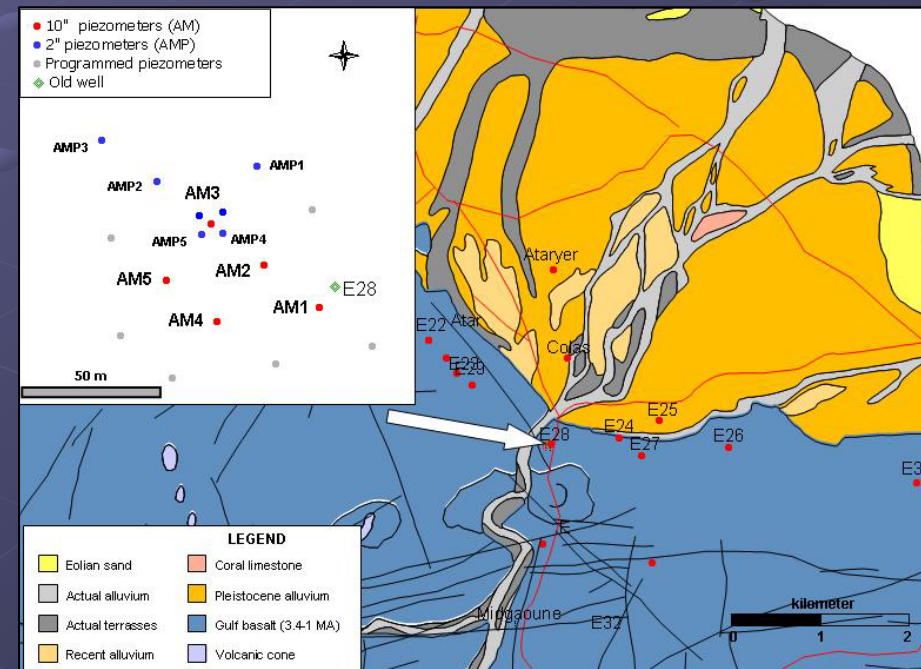 10" piezometers (AM)
2" piezometers (AMP)
Programmed piezometers
Old well
AMP3
AMP1
AMP2
AM3
AMP5
AMP4
AM5
AM2
E28
AM4
AM1
50 m
Ataryer
E22
Atar
Colas
E29
E25
E28
E24
E27
E26
E3
E
Midgaoune
E32
LEGEND
Eolian sand
Coral limestone
Actual alluvium
Pleistocene alluvium
Actual terrasses
Gulf basalt (3.4-1 MA)
Recent alluvium
Volcanic cone
kilometer
0 1 2